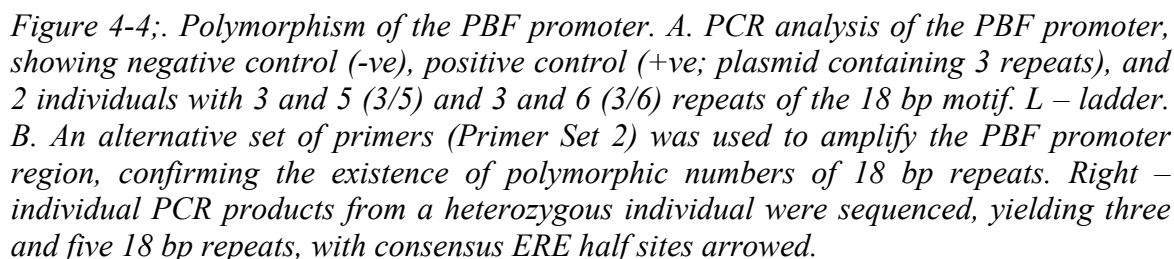 Figure 4-4;. Polymorphism of the PBF promoter. A. PCR analysis of the PBF promoter,
showing negative control (-ve), positive control (+ve; plasmid containing 3 repeats), and
2 individuals with 3 and 5 (3/5) and 3 and 6 (3/6) repeats of the 18 bp motif. L – ladder.
B. An alternative set of primers (Primer Set 2) was used to amplify the PBF promoter
region, confirming the existence of polymorphic numbers of 18 bp repeats. Right –
individual PCR products from a heterozygous individual were sequenced, yielding three
and five 18 bp repeats, with consensus ERE half sites arrowed.